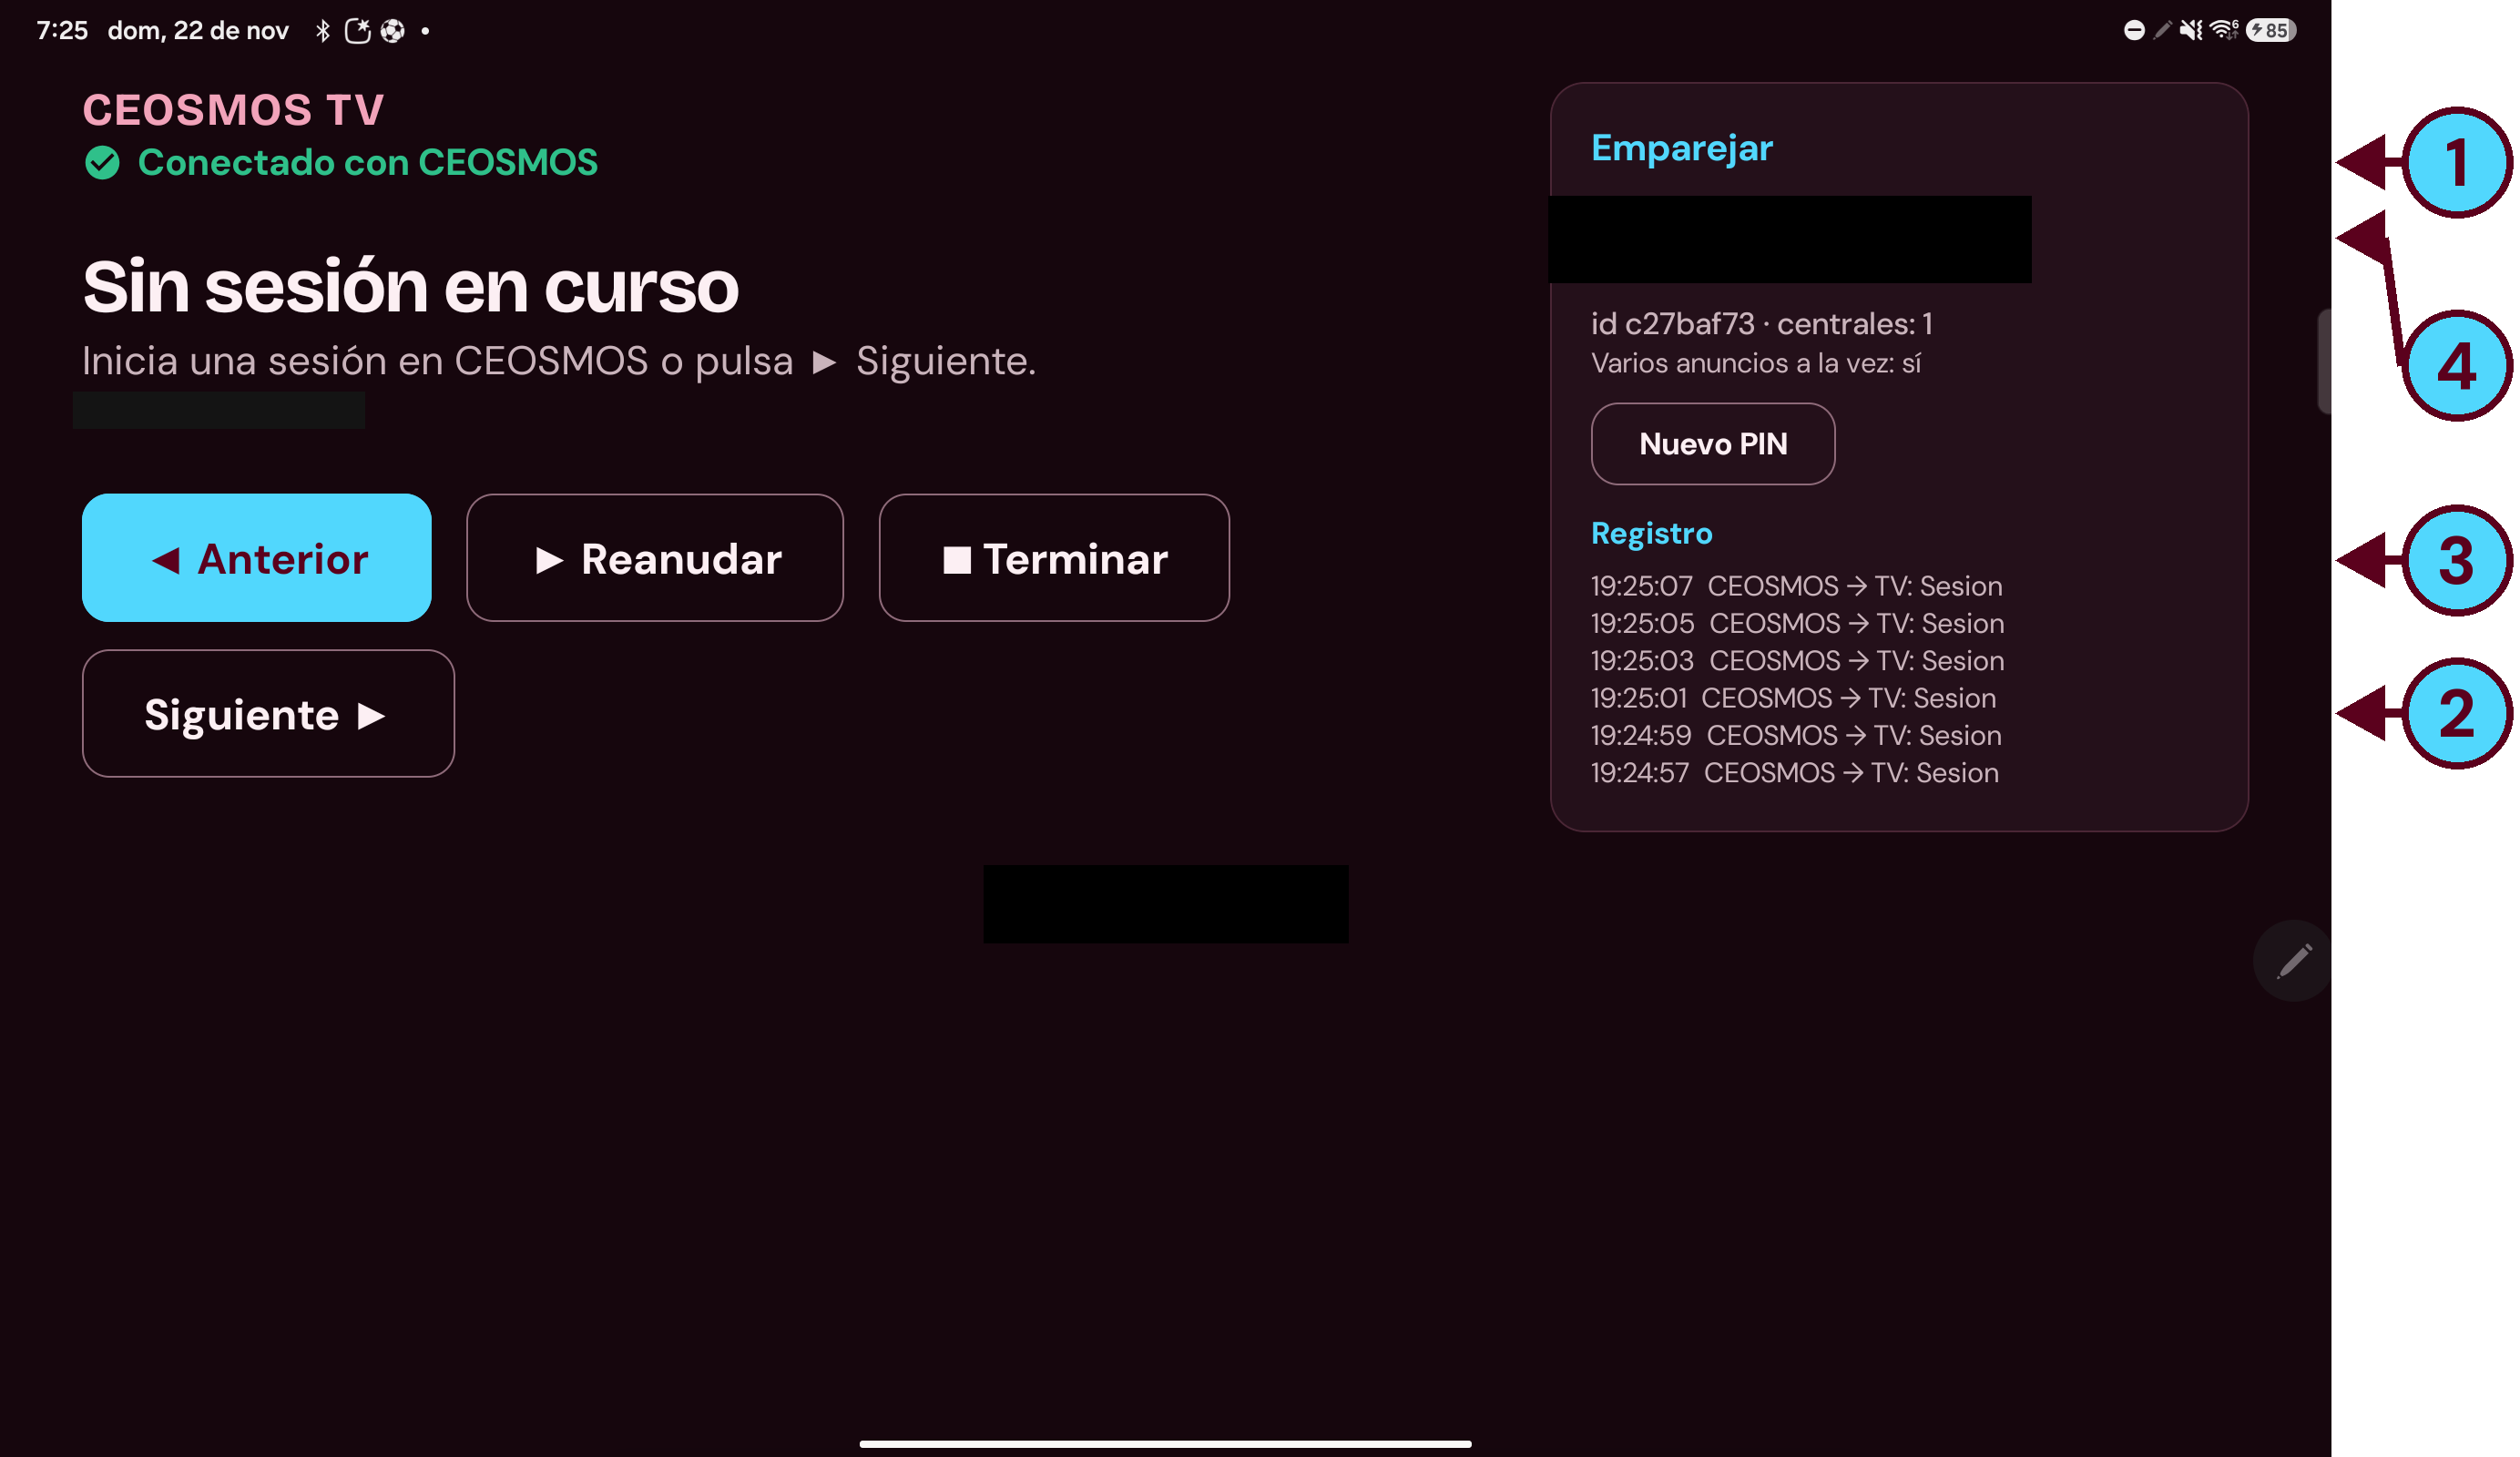 7:25 dom, 22 de nov
6
85
CEOSMOS TV
Conectado con CEOSMOS
Sin sesión en curso
Inicia una sesión en CEOSMOS o pulsa ► Siguiente.
◄ Anterior
► Reanudar
■ Terminar
Siguiente ►
Emparejar
id c27baf73 · centrales: 1
Varios anuncios a la vez: sí
Nuevo PIN
Registro
19:25:07 CEOSMOS → TV: Sesion
19:25:05 CEOSMOS → TV: Sesion
19:25:03 CEOSMOS → TV: Sesion
19:25:01 CEOSMOS → TV: Sesion
19:24:59 CEOSMOS → TV: Sesion
19:24:57 CEOSMOS → TV: Sesion
1
4
3
2